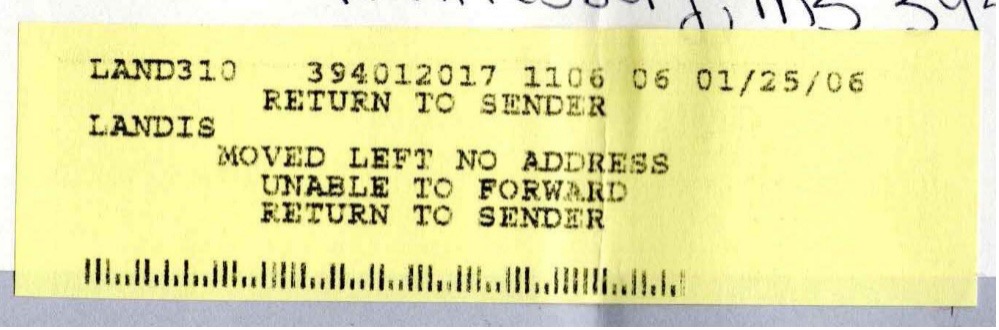 MS
LAND310 394012017 1106 06 01/25/06
RETURN TO SENDER
LANDIS
MOVED LEFT NO ADDRESS
UNABLE TO FORWARD
RETURN TO SENDER